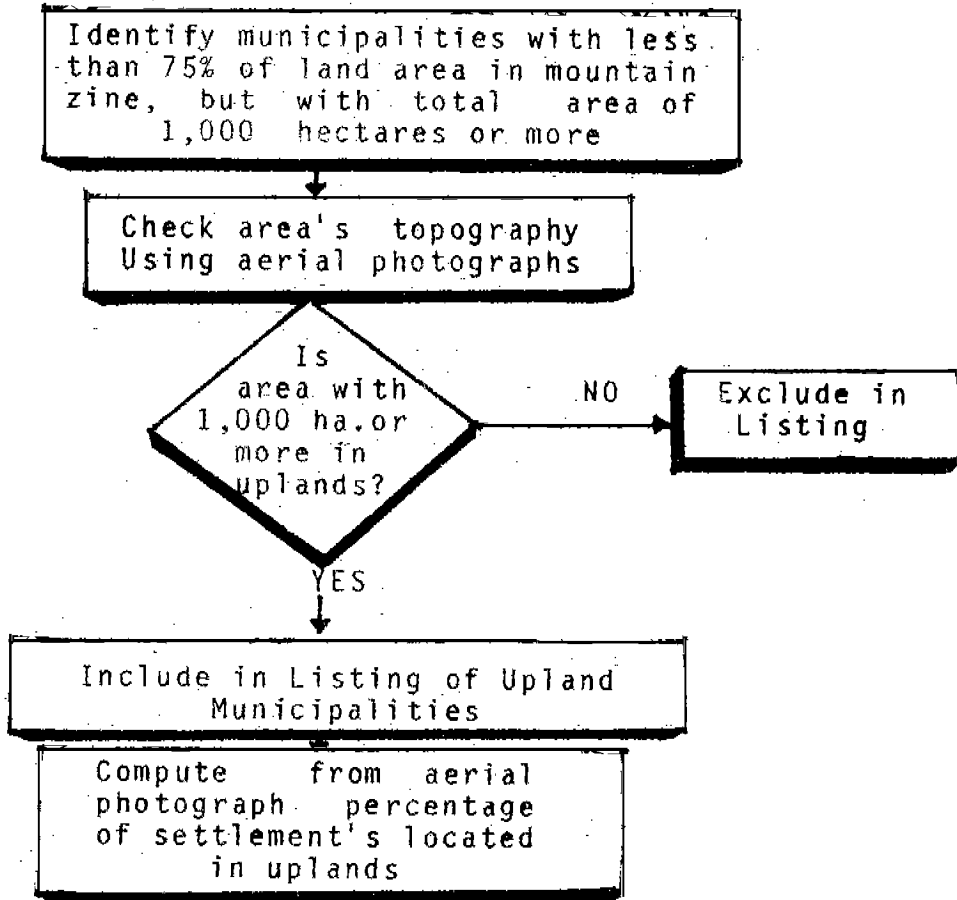 Identify municipalities with less
than 75% of land area in mountain
zine, but with total area of
1,000 hectares or more
Check area's topography
Using aerial photographs
Is
area with
1,000 ha.or
more in
uplands?
NO
Exclude in
Listing
YES
Include in Listing of Upland
Municipalities
Compute from aerial
photograph percentage
of settlement's located
in uplands